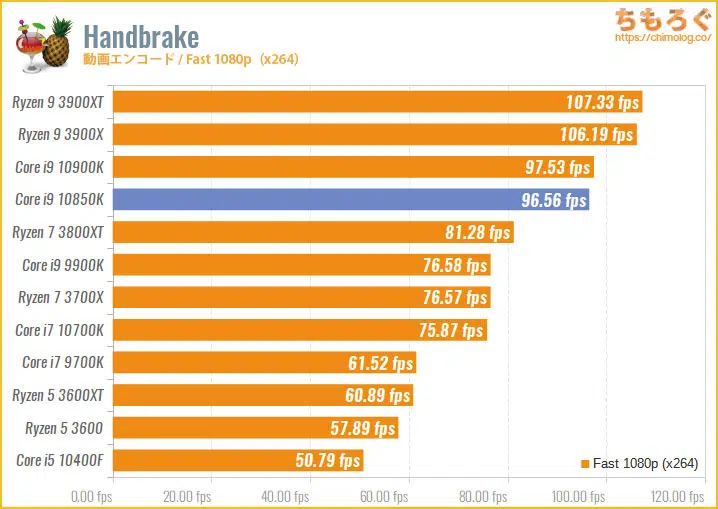 ちもろぐ
https://chimolog.co/
Handbrake
動画エンコード / Fast 1080p（x264）
Ryzen 9 3900XT 107.33 fps
Ryzen 9 3900X 106.19 fps
Core i9 10900K 97.53 fps
Core i9 10850K 96.56 fps
Ryzen 7 3800XT 81.28 fps
Core i9 9900K 76.58 fps
Ryzen 7 3700X 76.57 fps
Core i7 10700K 75.87 fps
Core i7 9700K 61.52 fps
Ryzen 5 3600XT 60.89 fps
Ryzen 5 3600 57.89 fps
Core i5 10400F 50.79 fps
Fast 1080p (x264)
0.00 fps 20.00 fps 40.00 fps 60.00 fps 80.00 fps 100.00 fps 120.00 fps